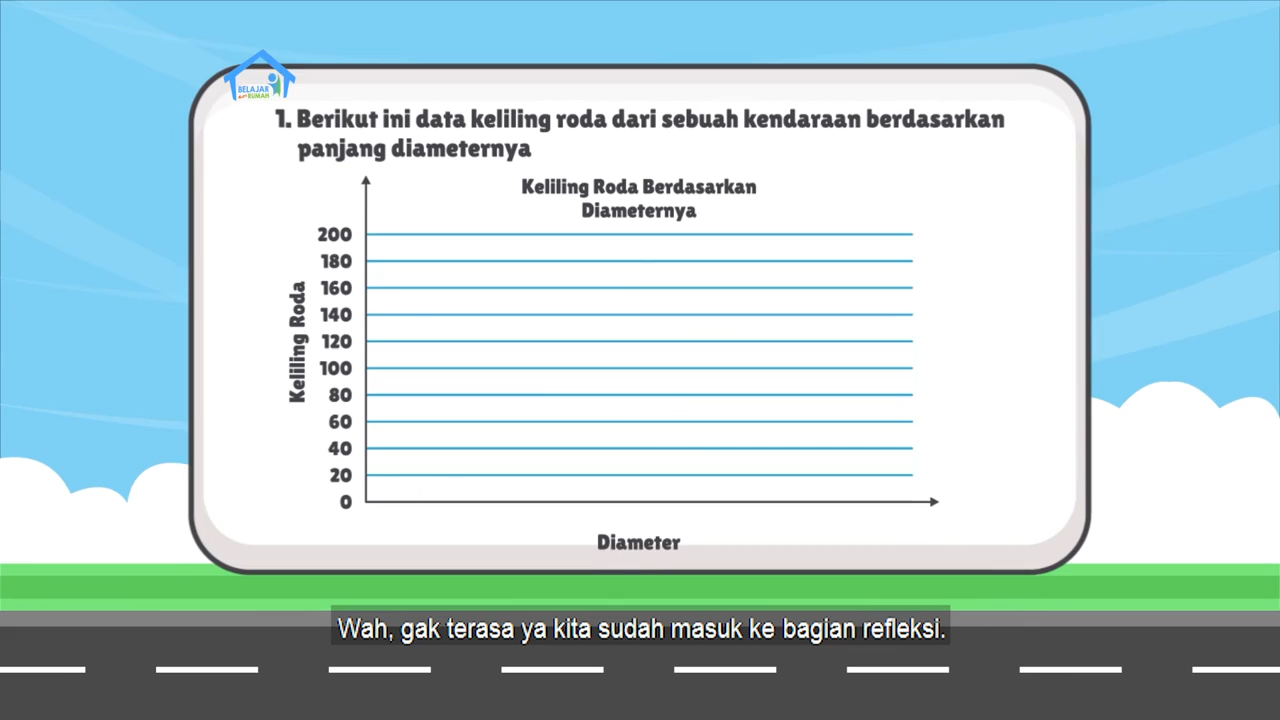 BELAJAR
dari RUMAH
1. Berikut ini data keliling roda dari sebuah kendaraan berdasarkan
panjang diameternya
Keliling Roda Berdasarkan
Diameternya
Keliling Roda
200
180
160
140
120
100
80
60
40
20
0
Diameter
Wah, gak terasa ya kita sudah masuk ke bagian refleksi.